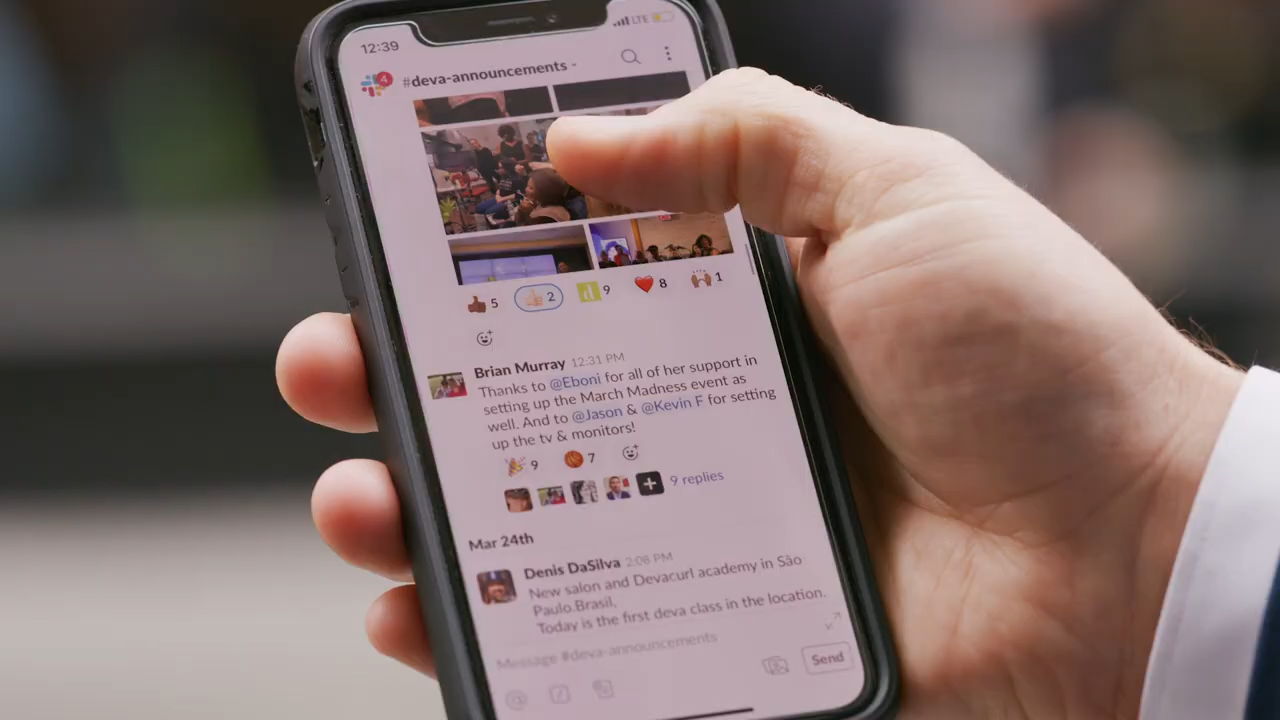 12:39
LTE
4
#deva-announcements
5
2
9
8
1
Brian Murray 12:31 PM
Thanks to @Eboni for all of her support in
setting up the March Madness event as
well. And to @Jason & @Kevin F for setting
up the tv & monitors!
9
7
9 replies
Mar 24th
Denis DaSilva 2:08 PM
New salon and Devacurl academy in São
Paulo Brasil.
Today is the first deva class in the location.
Message #deva-announcements
@
Send